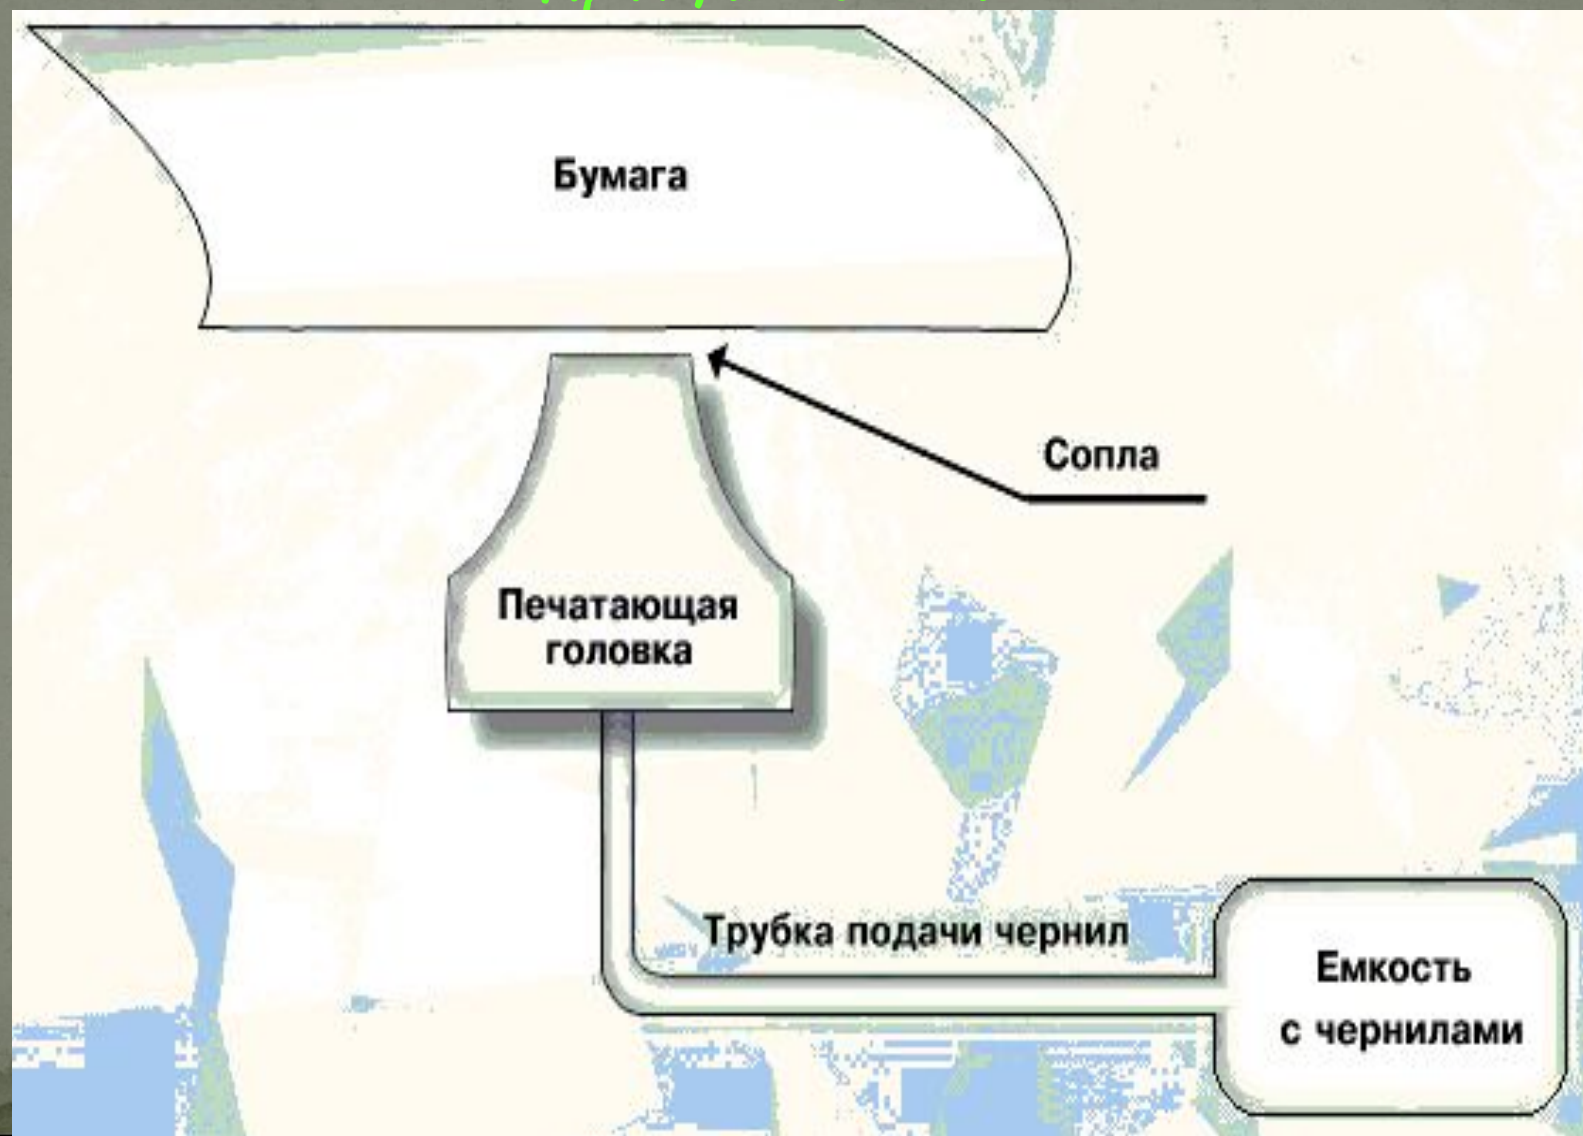 Бумага
Сопла
Печатающая
головка
Трубка подачи чернил
Емкость
с чернилами